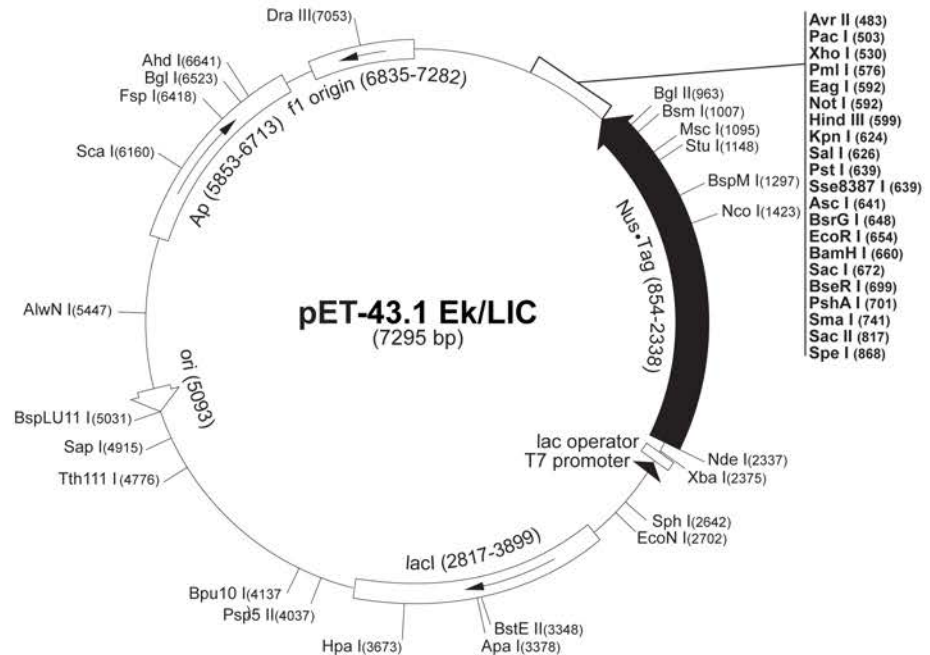 Dra III(7053)
Ahd I(6641)
Bgl I(6523)
Fsp I(6418)
Sca I(6160)
AlwN I(5447)
BspLU11 I(5031)
Sap I(4915)
Tth111 I(4776)
Bpu10 I(4137
Psp5 II(4037)
Hpa I(3673)
Apa I(3378)
BstE II(3348)
EcoN I(2702)
Sph I(2642)
Xba I(2375)
Nde I(2337)
T7 promoter
lac operator
Nco I(1423)
BspM I(1297)
Stu I(1148)
Msc I(1095)
Bsm I(1007)
Bgl II(963)
f1 origin (6835-7282)
Ap (5853-6713)
ori (5093)
lacI (2817-3899)
Nus•Tag (854-2338)
pET-43.1 Ek/LIC
(7295 bp)
Avr II (483)
Pac I (503)
Xho I (530)
Pml I (576)
Eag I (592)
Not I (592)
Hind III (599)
Kpn I (624)
Sal I (626)
Pst I (639)
Sse8387 I (639)
Asc I (641)
BsrG I (648)
EcoR I (654)
BamH I (660)
Sac I (672)
BseR I (699)
PshA I (701)
Sma I (741)
Sac II (817)
Spe I (868)